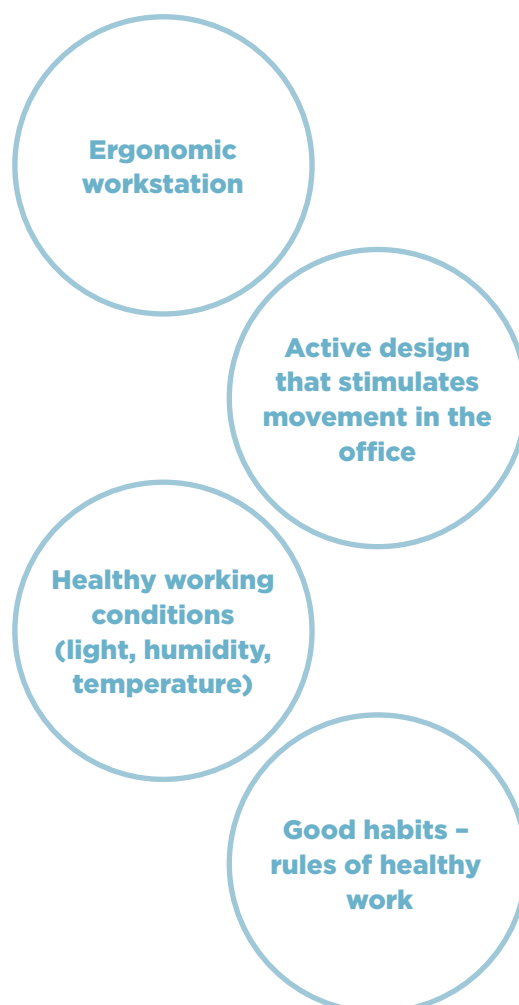 Ergonomic
workstation
Active design
that stimulates
movement in the
office
Healthy working
conditions
(light, humidity,
temperature)
Good habits –
rules of healthy
work